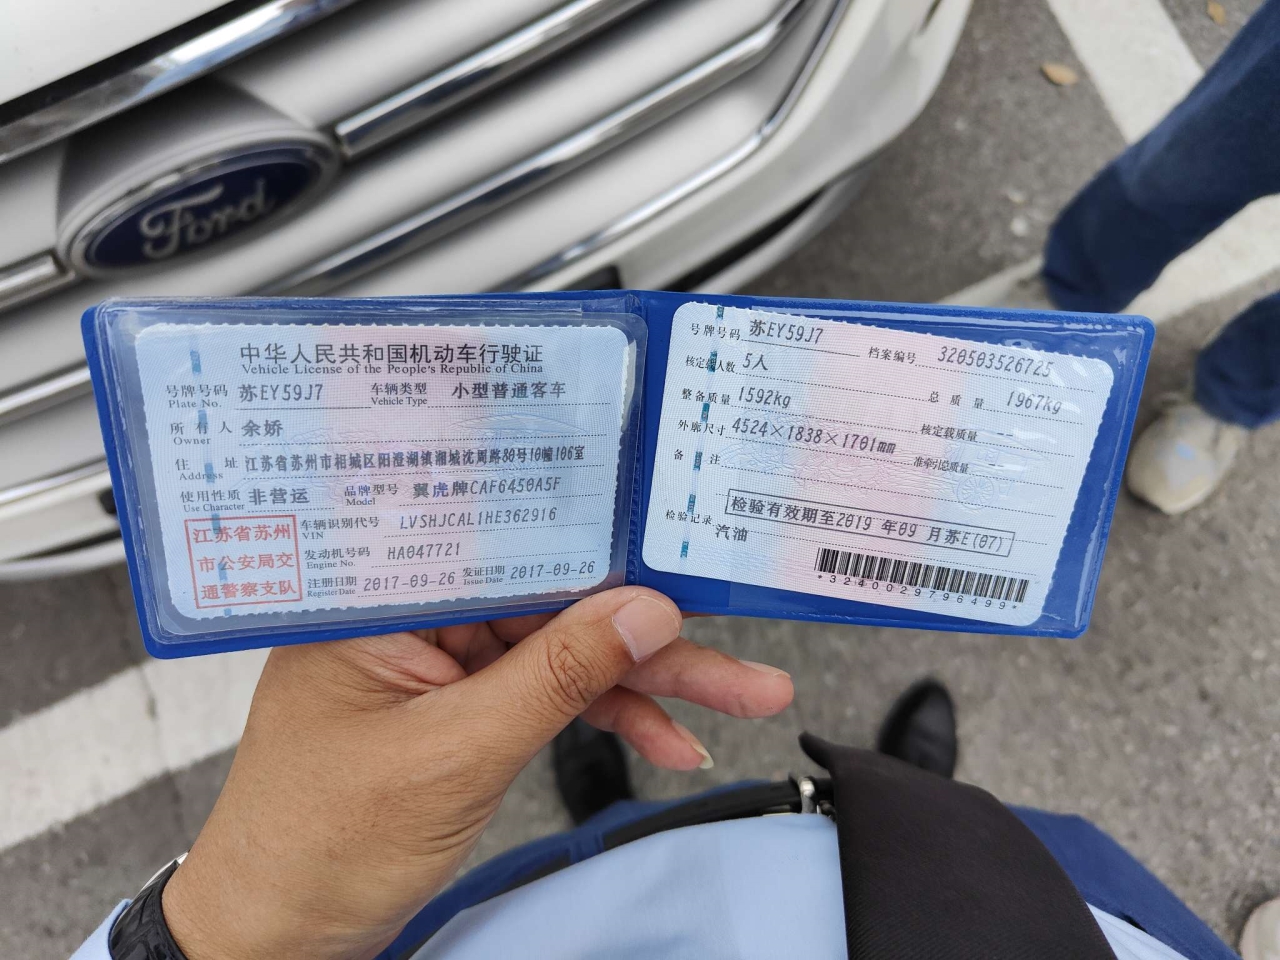 Ford
中华人民共和国机动车行驶证
Vehicle License of the People's Republic of China
号牌号码 苏EY59J7 车辆类型 小型普通客车
Plate No. Vehicle Type
所有人 余娇
Owner
住址 江苏省苏州市相城区阳澄湖镇湘城沈周路80号10幢106室
Address
使用性质 非营运 品牌型号 翼虎牌CAF6450A5F
Use Character Model
江苏省苏州
市公安局交
通警察支队
车辆识别代号 LVSHJCAL1HE362916
VIN
发动机号码 HA047721
Engine No.
注册日期 2017-09-26 发证日期 2017-09-26
Register Date Issue Date
号牌号码 苏EY59J7 档案编号 320503526725
核定载人数 5人 总质量 1967kg
整备质量 1592kg 核定载质量 --
外廓尺寸 4524×1838×1701mm 准牵引总质量 --
备注
检验有效期至2019年09月苏E(07)
检验记录
汽油
*3240029796499*